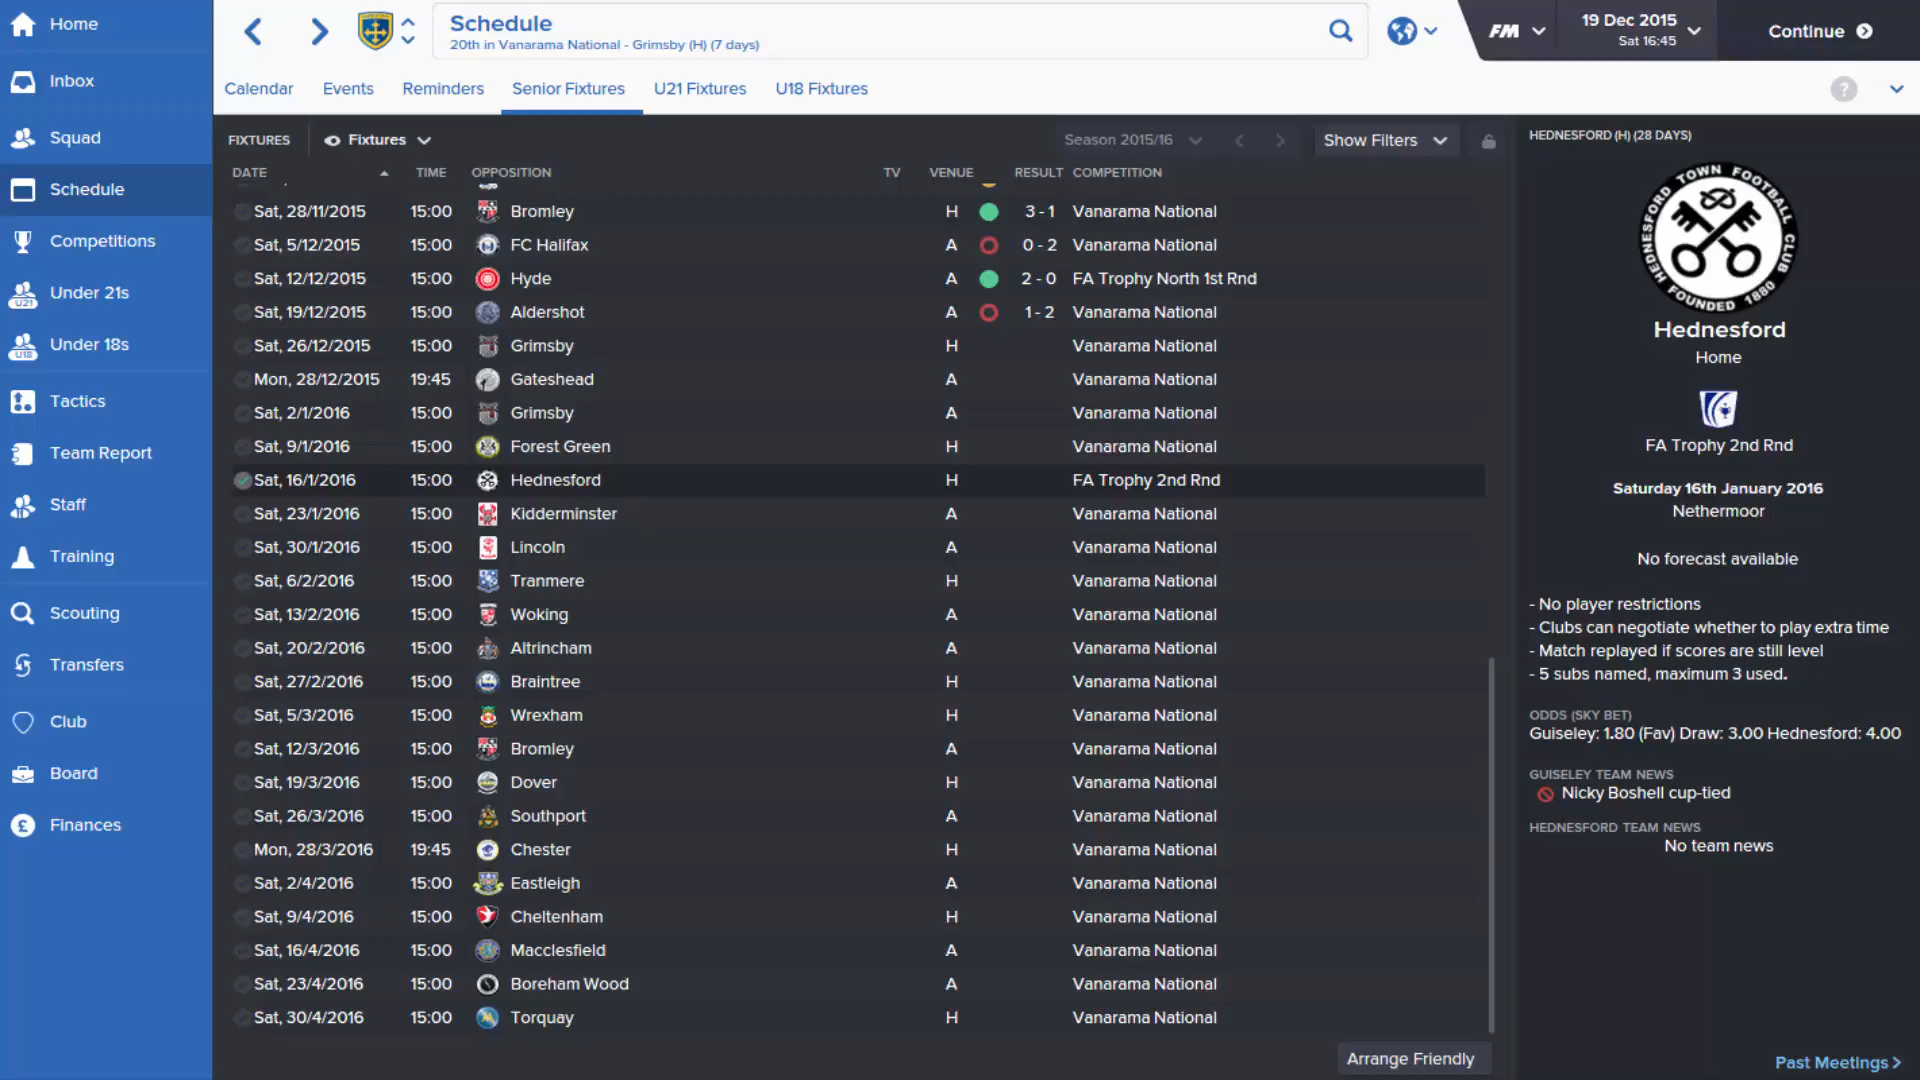 Home
Inbox
Squad
Schedule
Competitions
Under 21s
U21
Under 18s
U18
Tactics
Team Report
Staff
Training
Scouting
Transfers
Club
Board
Finances
Schedule
20th in Vanarama National - Grimsby (H) (7 days)
FM
19 Dec 2015
Sat 16:45
Continue
Calendar Events Reminders Senior Fixtures U21 Fixtures U18 Fixtures
?
FIXTURES Fixtures Season 2015/16 Show Filters
DATE TIME OPPOSITION TV VENUE RESULT COMPETITION
Sat, 28/11/2015 15:00 Bromley H 3 - 1 Vanarama National
Sat, 5/12/2015 15:00 FC Halifax A 0 - 2 Vanarama National
Sat, 12/12/2015 15:00 Hyde A 2 - 0 FA Trophy North 1st Rnd
Sat, 19/12/2015 15:00 Aldershot A 1 - 2 Vanarama National
Sat, 26/12/2015 15:00 Grimsby H Vanarama National
Mon, 28/12/2015 19:45 Gateshead A Vanarama National
Sat, 2/1/2016 15:00 Grimsby A Vanarama National
Sat, 9/1/2016 15:00 Forest Green H Vanarama National
Sat, 16/1/2016 15:00 Hednesford H FA Trophy 2nd Rnd
Sat, 23/1/2016 15:00 Kidderminster A Vanarama National
Sat, 30/1/2016 15:00 Lincoln A Vanarama National
Sat, 6/2/2016 15:00 Tranmere H Vanarama National
Sat, 13/2/2016 15:00 Woking A Vanarama National
Sat, 20/2/2016 15:00 Altrincham A Vanarama National
Sat, 27/2/2016 15:00 Braintree H Vanarama National
Sat, 5/3/2016 15:00 Wrexham H Vanarama National
Sat, 12/3/2016 15:00 Bromley A Vanarama National
Sat, 19/3/2016 15:00 Dover H Vanarama National
Sat, 26/3/2016 15:00 Southport A Vanarama National
Mon, 28/3/2016 19:45 Chester H Vanarama National
Sat, 2/4/2016 15:00 Eastleigh A Vanarama National
Sat, 9/4/2016 15:00 Cheltenham H Vanarama National
Sat, 16/4/2016 15:00 Macclesfield A Vanarama National
Sat, 23/4/2016 15:00 Boreham Wood A Vanarama National
Sat, 30/4/2016 15:00 Torquay H Vanarama National
Arrange Friendly
HEDNESFORD (H) (28 DAYS)
HEDNESFORD TOWN FOOTBALL CLUB
FOUNDED 1880
Hednesford
Home
FA Trophy 2nd Rnd
Saturday 16th January 2016
Nethermoor
No forecast available
- No player restrictions
- Clubs can negotiate whether to play extra time
- Match replayed if scores are still level
- 5 subs named, maximum 3 used.
ODDS (SKY BET)
Guiseley: 1.80 (Fav) Draw: 3.00 Hednesford: 4.00
GUISELEY TEAM NEWS
Nicky Boshell cup-tied
HEDNESFORD TEAM NEWS
No team news
Past Meetings >